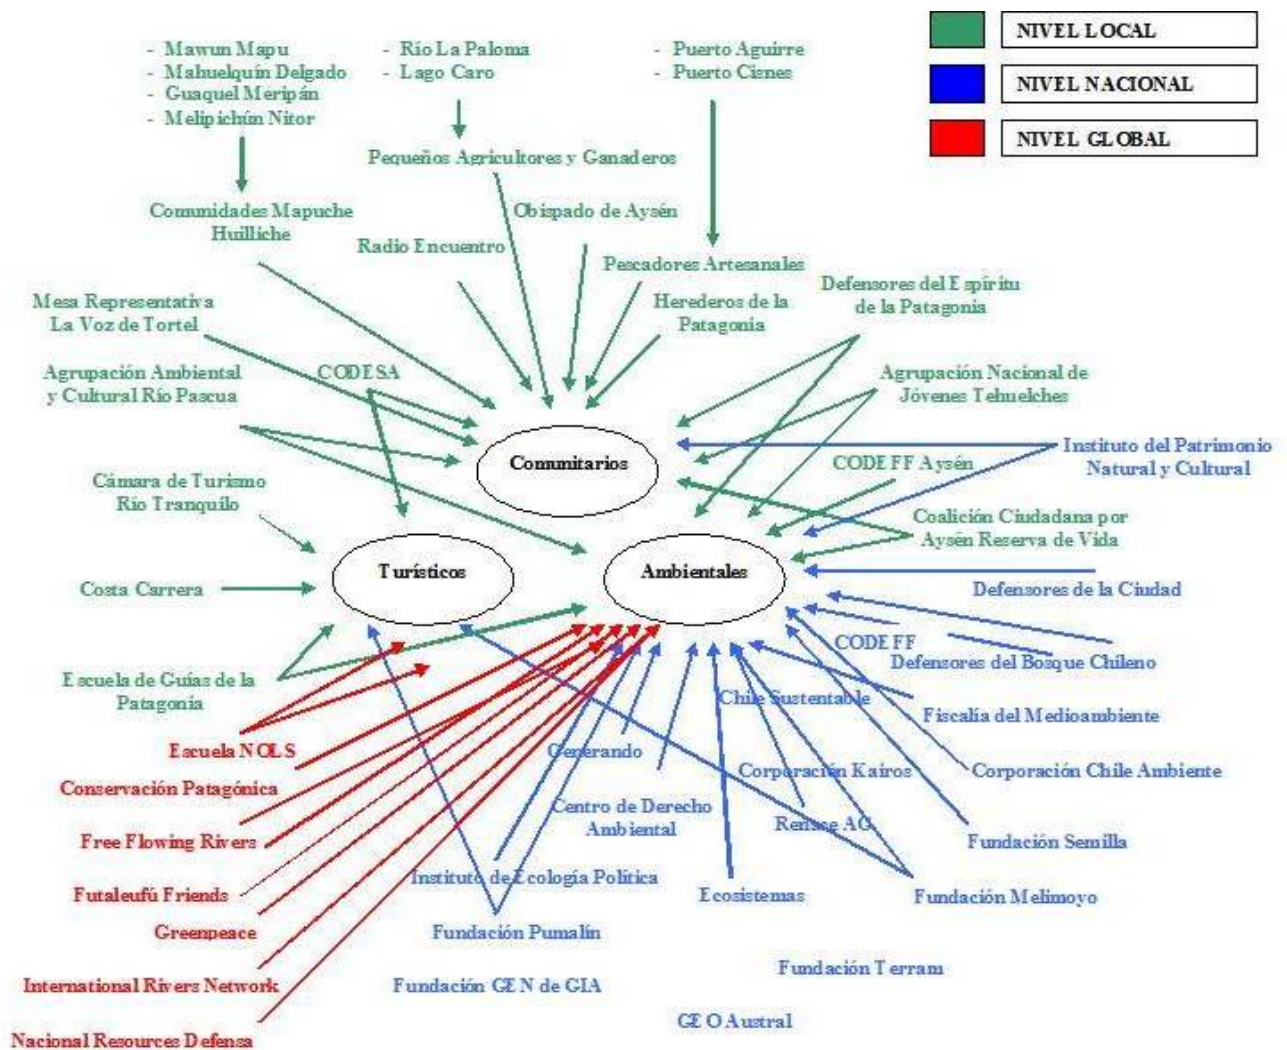 - Mawun Mapu
- Mahuelquín Delgado
- Guaquel Meripán
- Melipichún Nitor
- Río La Paloma
- Lago Caro
- Puerto Aguirre
- Puerto Cisnes
NIVEL LOCAL
NIVEL NACIONAL
NIVEL GLOBAL
Pequeños Agricultores y Ganaderos
Comunidades Mapuche
Huilliche
Obispado de Aysén
Radio Encuentro
Pescadores Artesanales
Mesa Representativa
La Voz de Tortel
Herederos de la
Patagonia
Defensores del Espíritu
de la Patagonia
Agrupación Ambiental
y Cultural Río Pascua
CODESA
Agrupación Nacional de
Jóvenes Tehuelches
Comunitarios
CODEFF Aysén
Instituto del Patrimonio
Natural y Cultural
Cámara de Turismo
Río Tranquilo
Coalición Ciudadana por
Aysén Reserva de Vida
Turísticos
Ambientales
Costa Carrera
Defensores de la Ciudad
CODEFF
Defensores del Bosque Chileno
Escuela de Guías de la
Patagonia
Chile Sustentable
Fiscalía del Medioambiente
Escuela NOLS
Generando
Conservación Patagónica
Corporación Kairos
Corporación Chile Ambiente
Centro de Derecho
Ambiental
Renase AG
Free Flowing Rivers
Fundación Semilla
Instituto de Ecología Política
Futaleufú Friends
Ecosistemas
Fundación Melimoyo
Greenpeace
Fundación Pumalín
Fundación Terram
International Rivers Network
Fundación GEN de GIA
GEO Austral
Nacional Resources Defensa